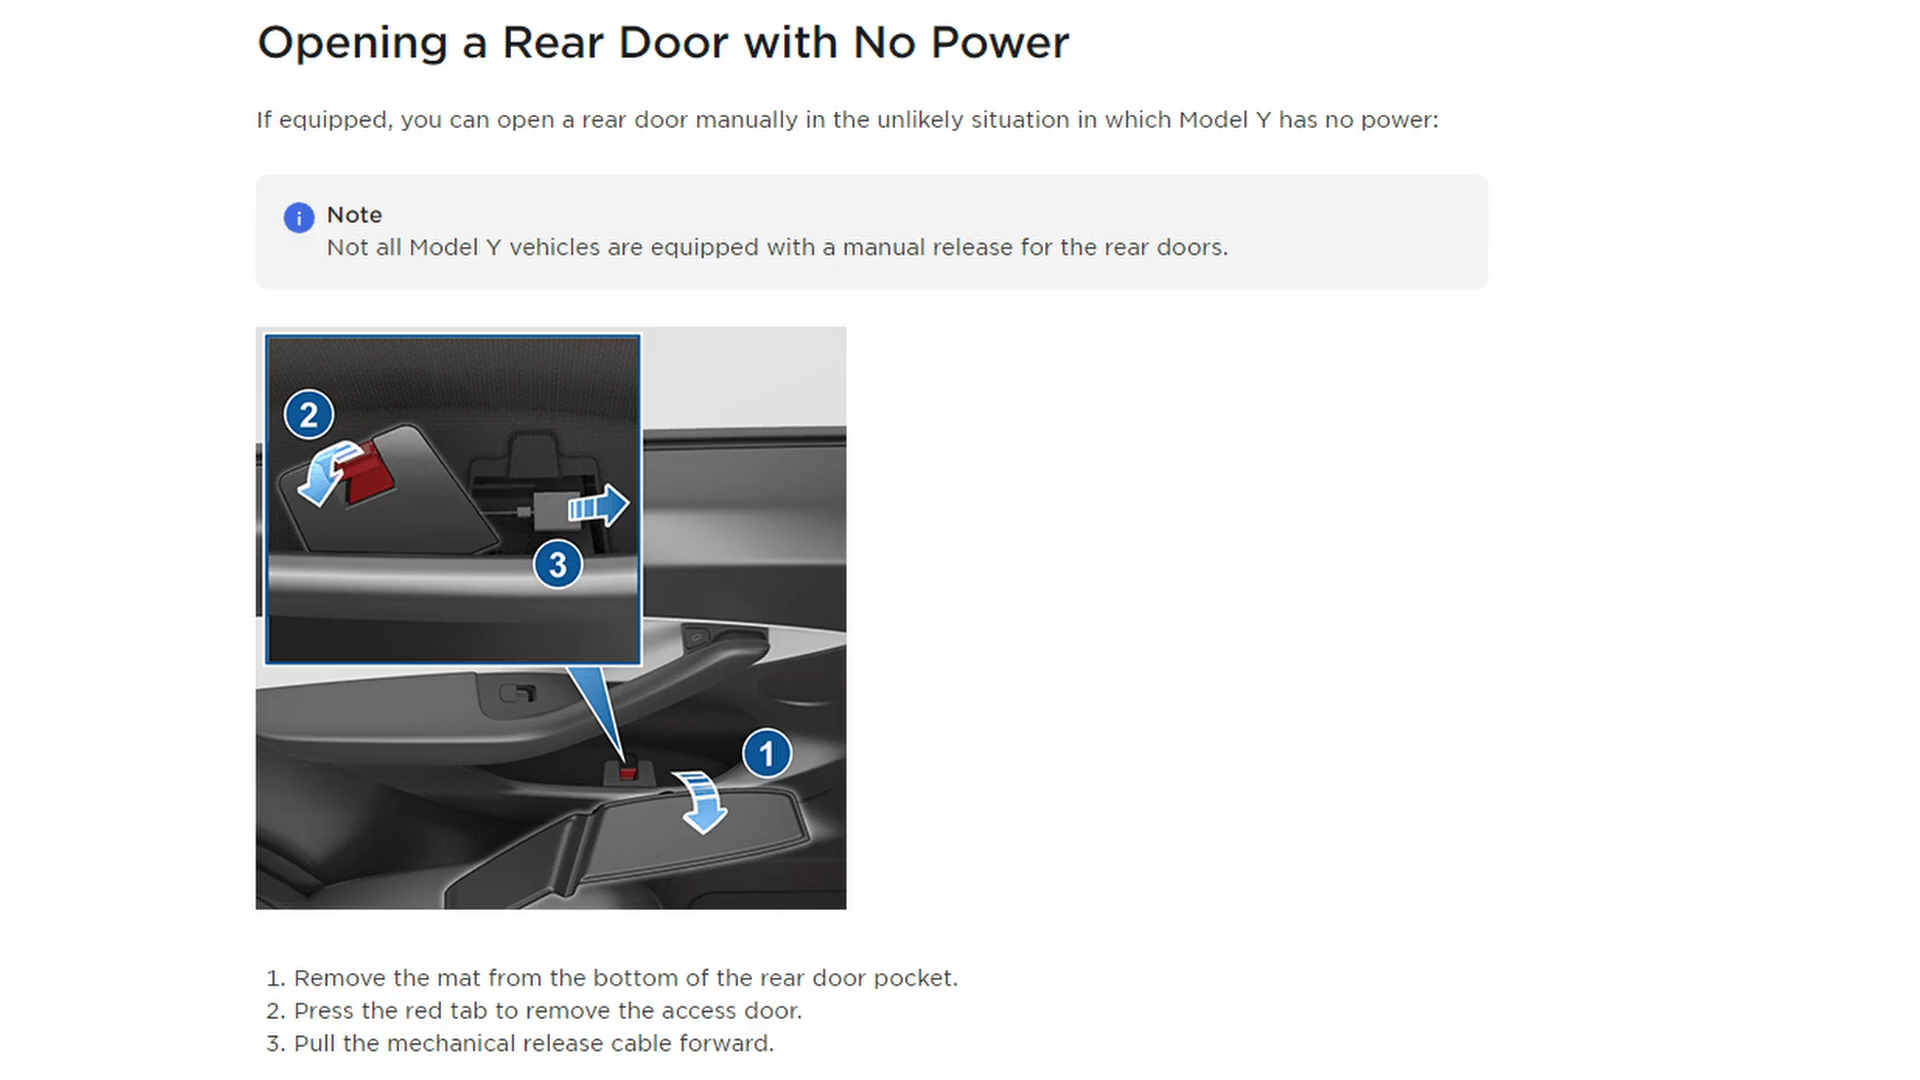 Opening a Rear Door with No Power
If equipped, you can open a rear door manually in the unlikely situation in which Model Y has no power:
i
Note
Not all Model Y vehicles are equipped with a manual release for the rear doors.
2
3
1
1. Remove the mat from the bottom of the rear door pocket.
2. Press the red tab to remove the access door.
3. Pull the mechanical release cable forward.